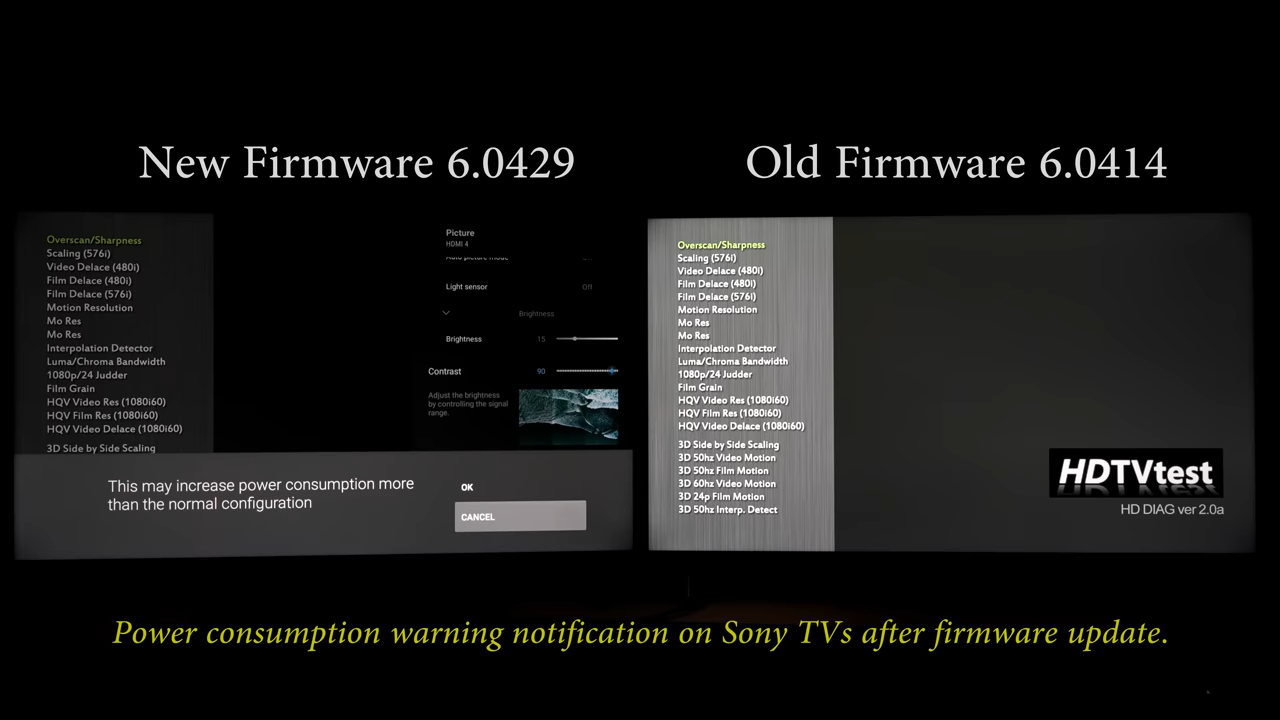 New Firmware 6.0429
Old Firmware 6.0414
Overscan/Sharpness
Scaling (576i)
Video Delace (480i)
Film Delace (480i)
Film Delace (576i)
Motion Resolution
Mo Res
Mo Res
Interpolation Detector
Luma/Chroma Bandwidth
1080p/24 Judder
Film Grain
HQV Video Res (1080i60)
HQV Film Res (1080i60)
HQV Video Delace (1080i60)
3D Side by Side Scaling
Picture
HDMI 4
Auto picture mode
Light sensor Off
Brightness
Brightness 15
Contrast 90
Adjust the brightness
by controlling the signal
range.
This may increase power consumption more
than the normal configuration
OK
CANCEL
Overscan/Sharpness
Scaling (576i)
Video Delace (480i)
Film Delace (480i)
Film Delace (576i)
Motion Resolution
Mo Res
Mo Res
Interpolation Detector
Luma/Chroma Bandwidth
1080p/24 Judder
Film Grain
HQV Video Res (1080i60)
HQV Film Res (1080i60)
HQV Video Delace (1080i60)
3D Side by Side Scaling
3D 50hz Video Motion
3D 50hz Film Motion
3D 60hz Video Motion
3D 24p Film Motion
3D 50hz Interp. Detect
HDTVtest
HD DIAG ver 2.0a
Power consumption warning notification on Sony TVs after firmware update.